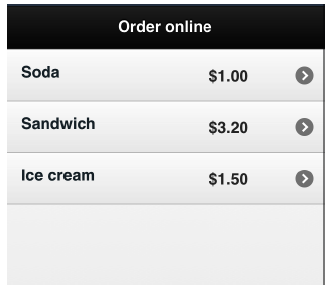 Order online
Soda $1.00
Sandwich $3.20
Ice cream $1.50